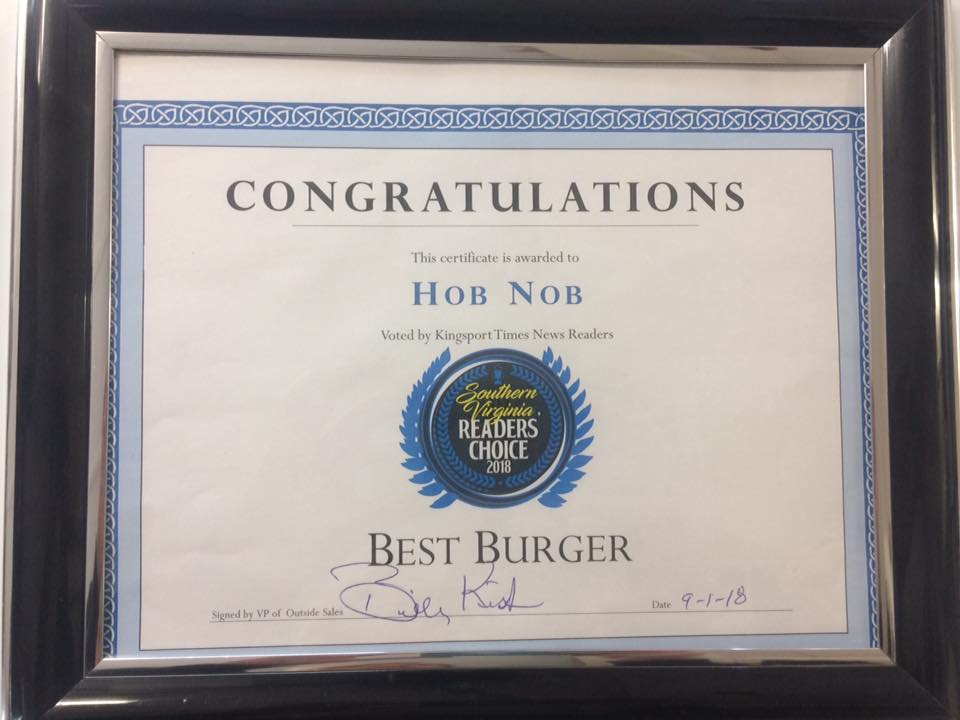 CONGRATULATIONS
This certificate is awarded to
HOB NOB
Voted by Kingsport Times News Readers
Southern
Virginia
READERS
CHOICE
2018
BEST BURGER
Signed by VP of Outside Sales
Date 9-1-18